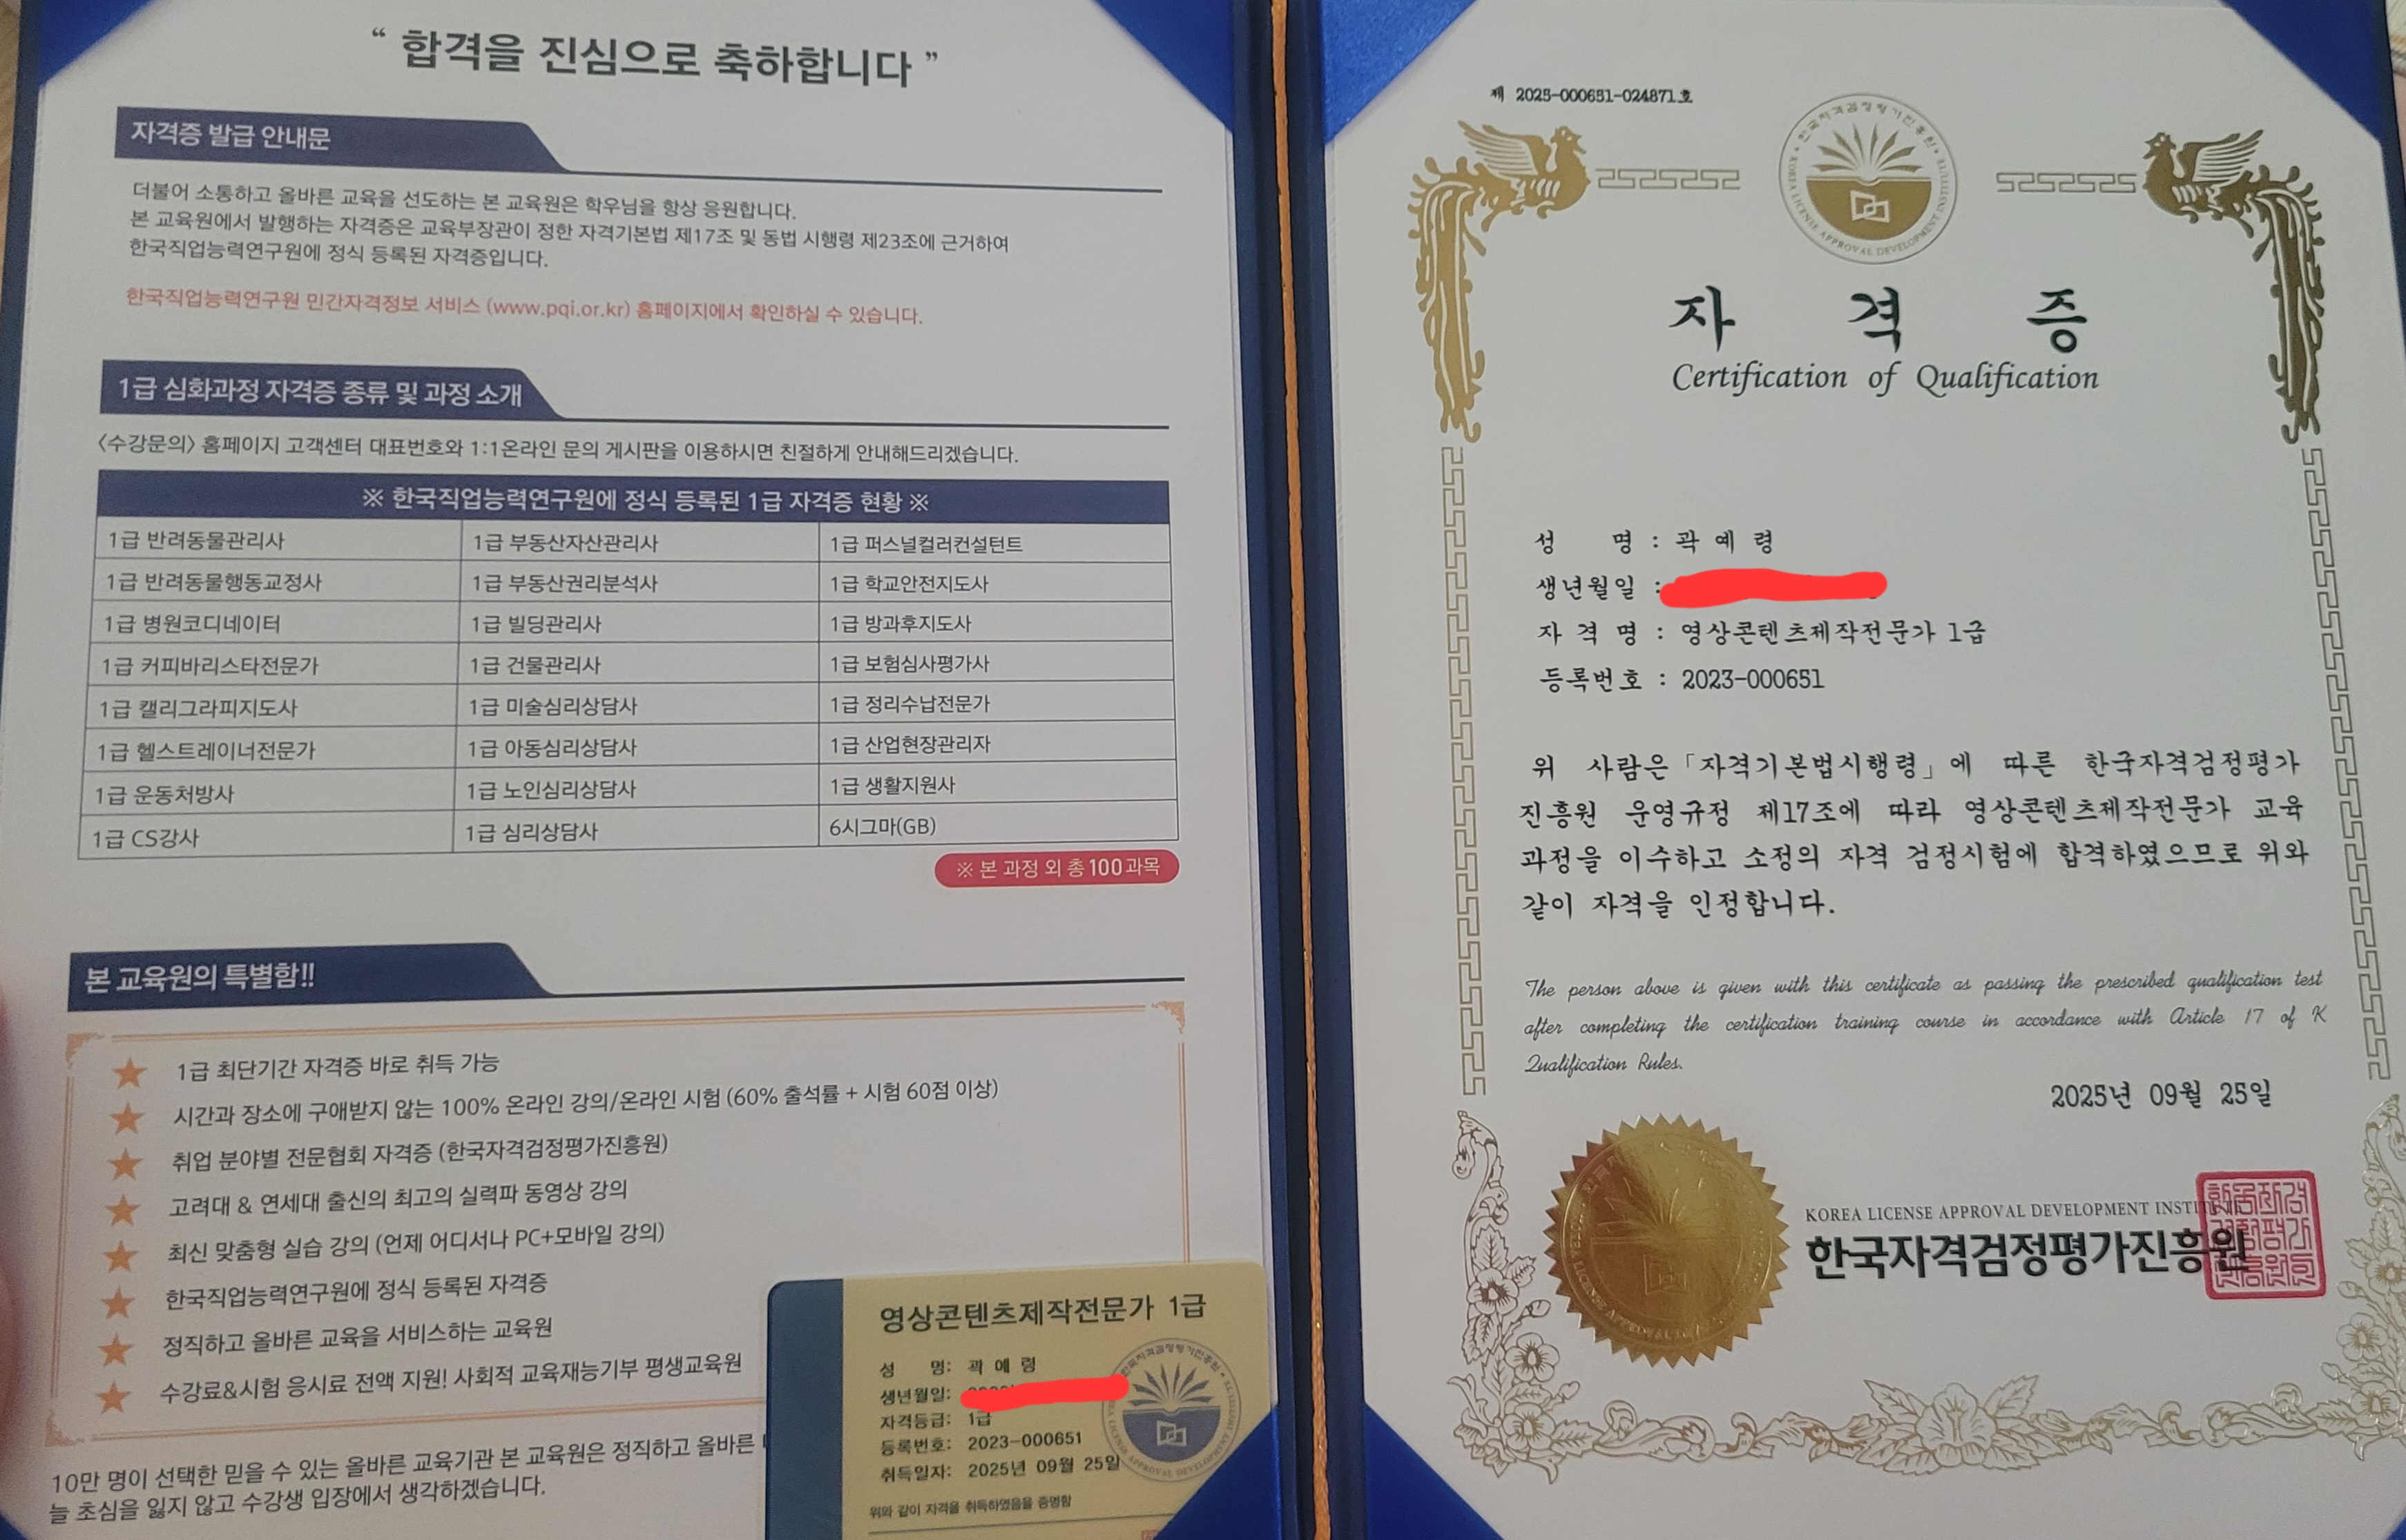 “ 합격을 진심으로 축하합니다 ”
자격증 발급 안내문
더불어 소통하고 올바른 교육을 선도하는 본 교육원은 학우님을 항상 응원합니다.
본 교육원에서 발행하는 자격증은 교육부장관이 정한 자격기본법 제17조 및 동법 시행령 제23조에 근거하여
한국직업능력연구원에 정식 등록된 자격증입니다.
한국직업능력연구원 민간자격정보 서비스 (www.pqi.or.kr) 홈페이지에서 확인하실 수 있습니다.
1급 심화과정 자격증 종류 및 과정 소개
<수강문의> 홈페이지 고객센터 대표번호와 1:1온라인 문의 게시판을 이용하시면 친절하게 안내해드리겠습니다.
※ 한국직업능력연구원에 정식 등록된 1급 자격증 현황 ※
1급 반려동물관리사 1급 부동산자산관리사 1급 퍼스널컬러컨설턴트
1급 반려동물행동교정사 1급 부동산권리분석사 1급 학교안전지도사
1급 병원코디네이터 1급 빌딩관리사 1급 방과후지도사
1급 커피바리스타전문가 1급 건물관리사 1급 보험심사평가사
1급 캘리그라피지도사 1급 미술심리상담사 1급 정리수납전문가
1급 헬스트레이너전문가 1급 아동심리상담사 1급 산업현장관리자
1급 운동처방사 1급 노인심리상담사 1급 생활지원사
1급 CS강사 1급 심리상담사 6시그마(GB)
※ 본 과정 외 총 100과목
본 교육원의 특별함!!
1급 최단기간 자격증 바로 취득 가능
시간과 장소에 구애받지 않는 100% 온라인 강의/온라인 시험 (60% 출석률 + 시험 60점 이상)
취업 분야별 전문협회 자격증 (한국자격검정평가진흥원)
고려대 & 연세대 출신의 최고의 실력파 동영상 강의
최신 맞춤형 실습 강의 (언제 어디서나 PC+모바일 강의)
한국직업능력연구원에 정식 등록된 자격증
정직하고 올바른 교육을 서비스하는 교육원
수강료&시험 응시료 전액 지원! 사회적 교육재능기부 평생교육원
10만 명이 선택한 믿을 수 있는 올바른 교육기관 본 교육원은 정직하고 올바른
늘 초심을 잃지 않고 수강생 입장에서 생각하겠습니다.
영상콘텐츠제작전문가 1급
성 명: 곽 예 령
생년월일:
자격등급: 1급
등록번호: 2023-000651
취득일자: 2025년 09월 25일
위와 같이 자격을 취득하였음을 증명함
제 2025-000651-024871호
한국자격검정평가진흥원
KOREA LICENSE APPROVAL DEVELOPMENT INSTITUTE
자 격 증
Certification of Qualification
성 명 : 곽 예 령
생년월일 :
자 격 명 : 영상콘텐츠제작전문가 1급
등록번호 : 2023-000651
위 사람은 「자격기본법시행령」에 따른 한국자격검정평가
진흥원 운영규정 제17조에 따라 영상콘텐츠제작전문가 교육
과정을 이수하고 소정의 자격 검정시험에 합격하였으므로 위와
같이 자격을 인정합니다.
The person above is given with this certificate as passing the prescribed qualification test
after completing the certification training course in accordance with Article 17 of K
Qualification Rules.
2025년 09월 25일
KOREA LICENSE APPROVAL DEVELOPMENT INSTITUTE
한국자격검정평가진흥원